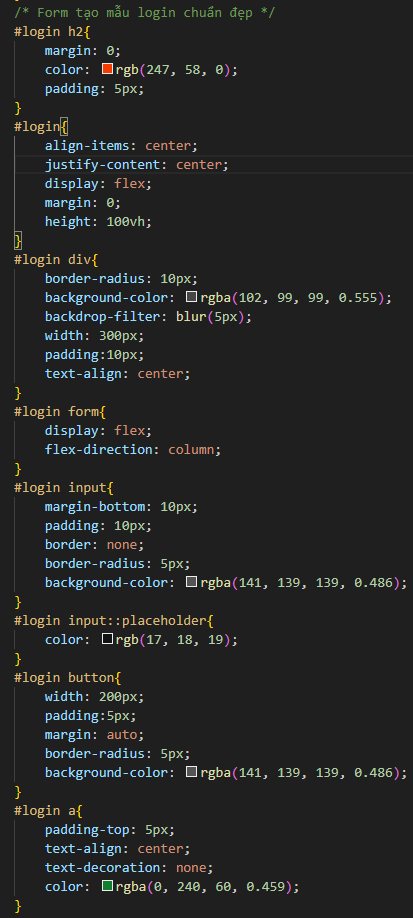 /* Form tạo mẫu login chuẩn đẹp */
#login h2{
    margin: 0;
    color: rgb(247, 58, 0);
    padding: 5px;
}
#login{
    align-items: center;
    justify-content: center;
    display: flex;
    margin: 0;
    height: 100vh;
}
#login div{
    border-radius: 10px;
    background-color: rgba(102, 99, 99, 0.555);
    backdrop-filter: blur(5px);
    width: 300px;
    padding:10px;
    text-align: center;
}
#login form{
    display: flex;
    flex-direction: column;
}
#login input{
    margin-bottom: 10px;
    padding: 10px;
    border: none;
    border-radius: 5px;
    background-color: rgba(141, 139, 139, 0.486);
}
#login input::placeholder{
    color: rgb(17, 18, 19);
}
#login button{
    width: 200px;
    padding:5px;
    margin: auto;
    border-radius: 5px;
    background-color: rgba(141, 139, 139, 0.486);
}
#login a{
    padding-top: 5px;
    text-align: center;
    text-decoration: none;
    color: rgba(0, 240, 60, 0.459);
}